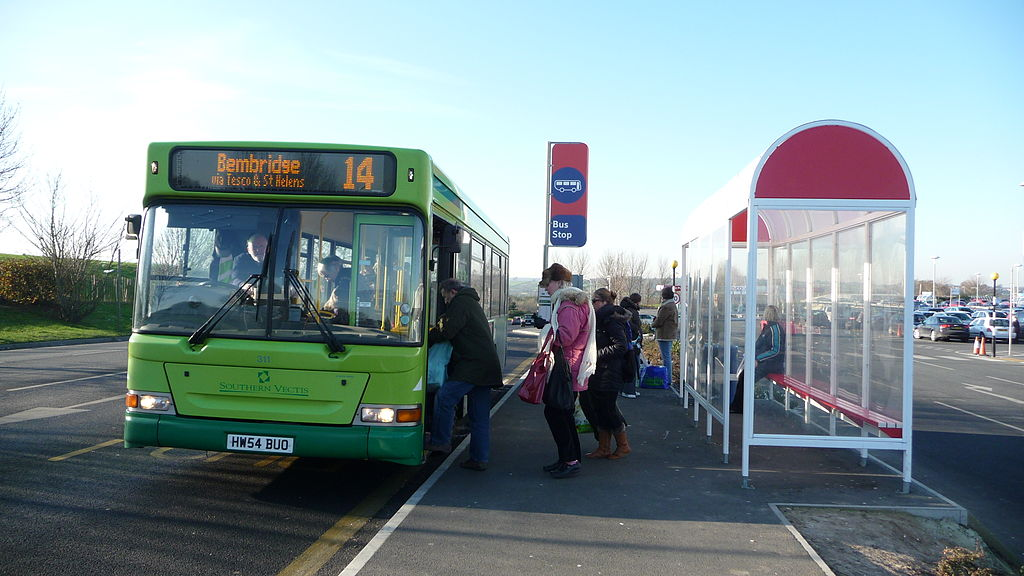 Bembridge
via Tesco & St Helens
14
311
SOUTHERN VECTIS
HW54 BUO
Bus
Stop